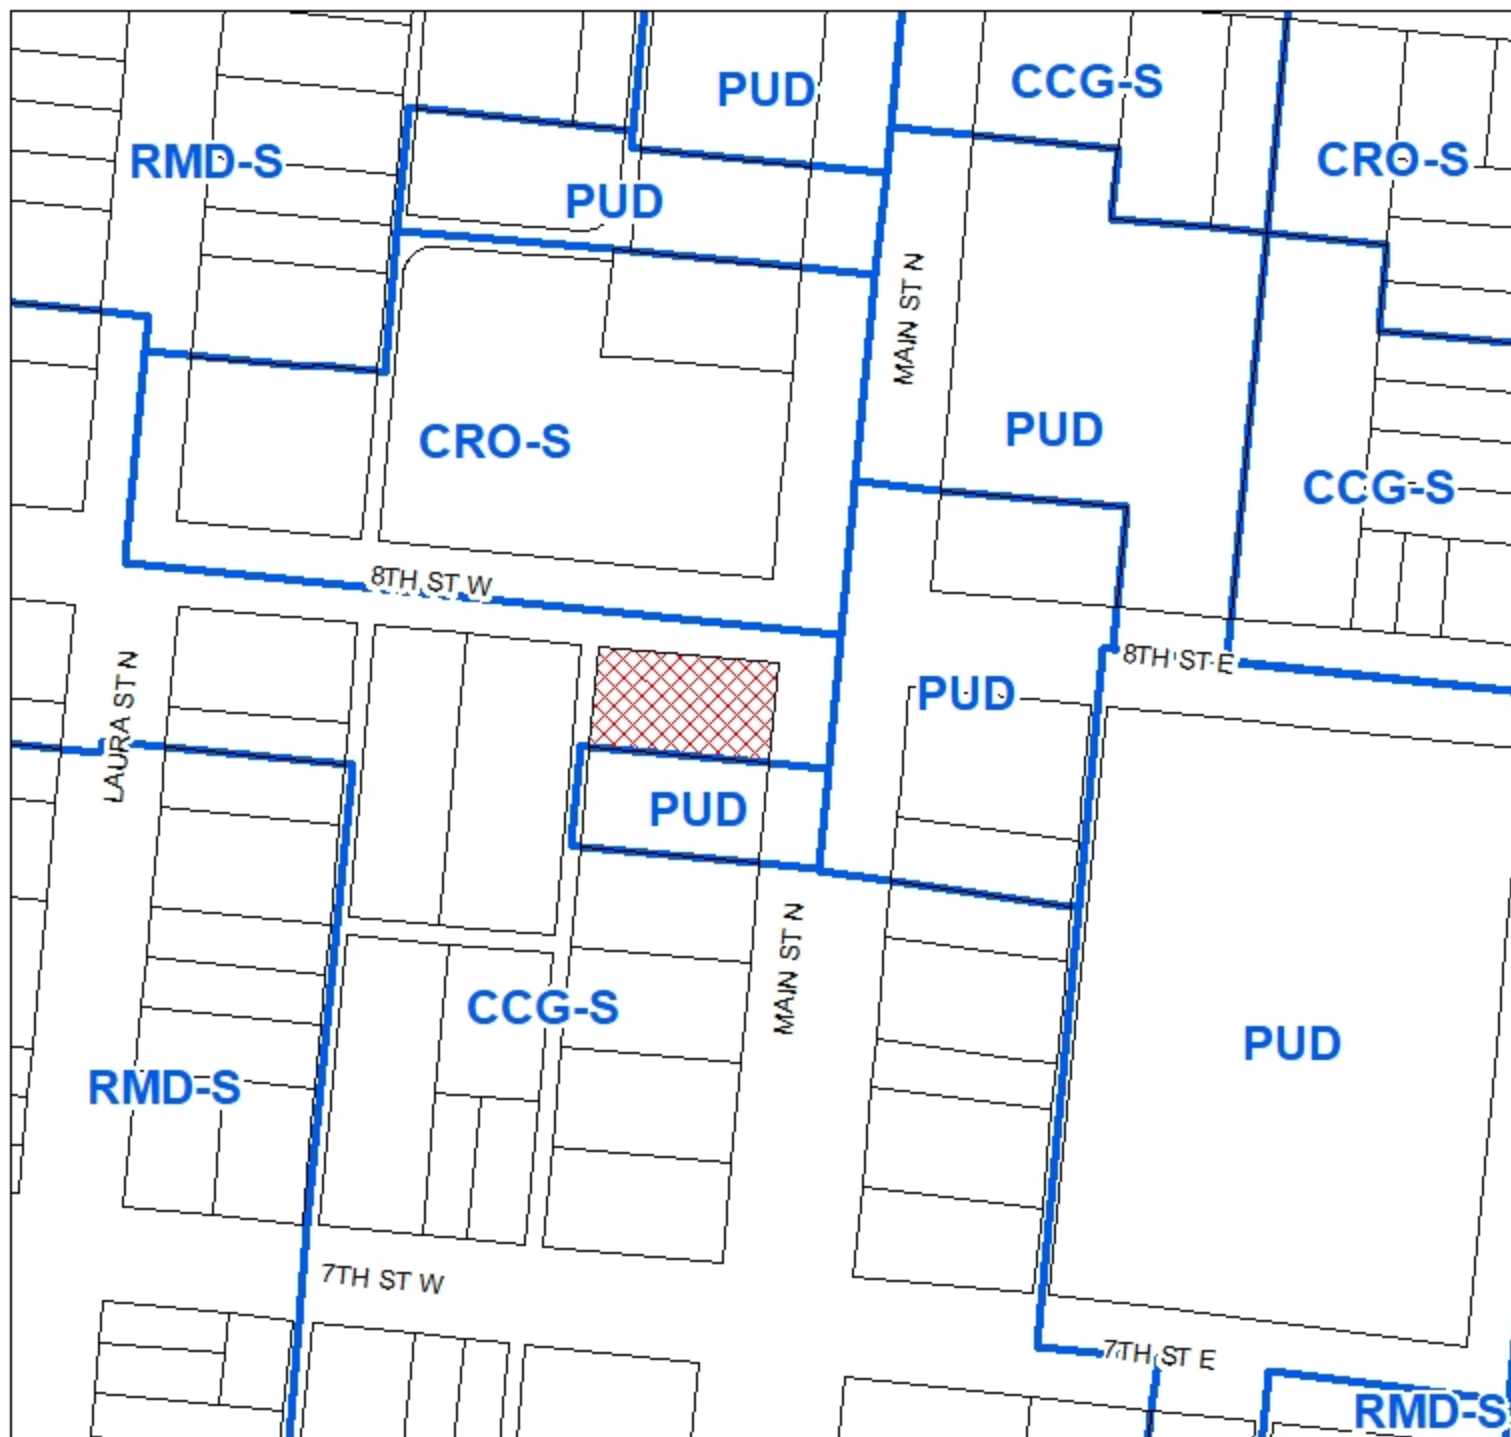 PUD
CCG-S
RMD-S
CRO-S
PUD
MAIN ST N
PUD
CRO-S
CCG-S
8TH ST W
8TH ST E
LAURA ST N
PUD
PUD
MAIN ST N
CCG-S
PUD
RMD-S
7TH ST W
7TH ST E
RMD-S